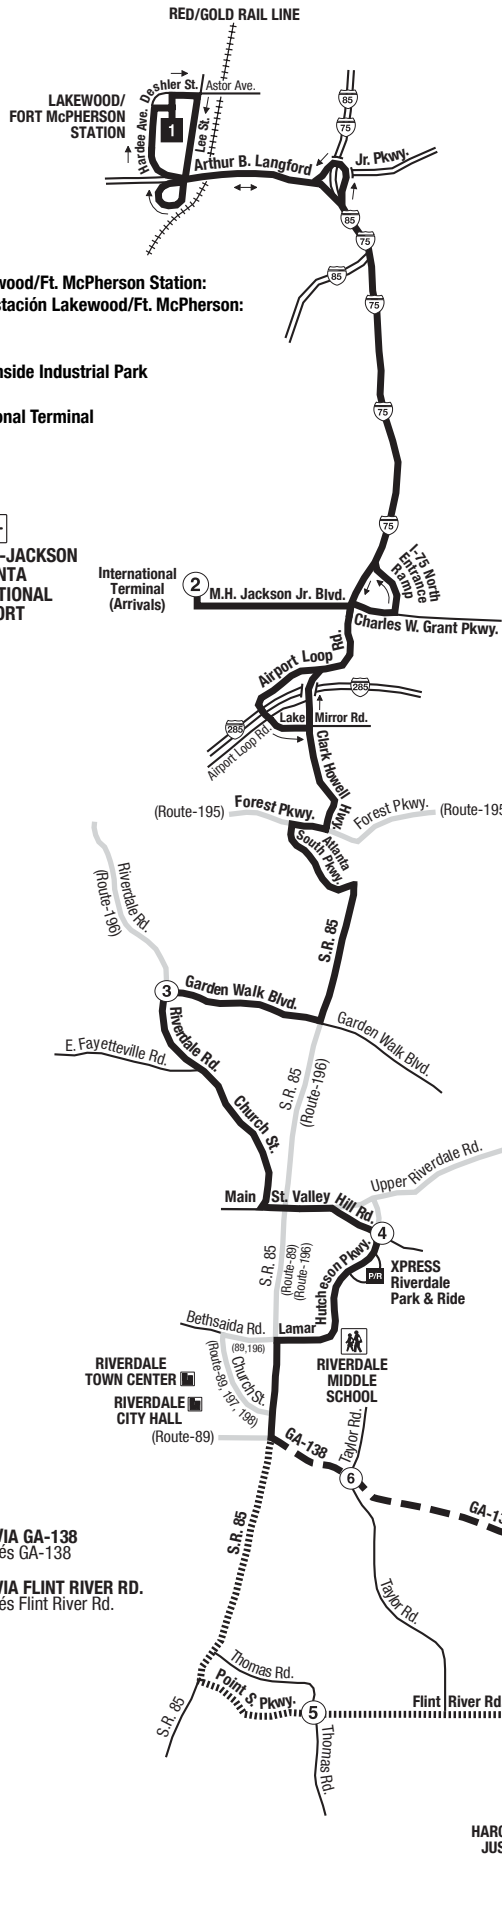 RED/GOLD RAIL LINE
Deshler St.
Astor Ave.
LAKEWOOD/
FORT McPHERSON
STATION
Hardee Ave.
1
Lee St.
85
75
Arthur B. Langford
Jr. Pkwy.
85
75
85
wood/Ft. McPherson Station:
stación Lakewood/Ft. McPherson:
75
nside Industrial Park
onal Terminal
75
75
-JACKSON
NTA
TIONAL
ORT
International
Terminal
(Arrivals)
2
M.H. Jackson Jr. Blvd.
I-75 North
Entrance
Ramp
Charles W. Grant Pkwy.
Airport Loop
Rd.
285
285
Lake Mirror Rd.
Airport Loop Rd.
Clark Howell
Hwy.
(Route-195)
Forest Pkwy.
Forest Pkwy.
(Route-195
Atlanta
South Pkwy.
Riverdale Rd.
(Route-196)
S.R. 85
3
Garden Walk Blvd.
Garden Walk Blvd.
E. Fayetteville Rd.
Riverdale Rd.
S.R. 85
(Route-196)
Church St.
Upper Riverdale Rd.
Main St. Valley Hill Rd.
4
S.R. 85
(Route-89)
(Route-196)
Hutcheson Pkwy.
P/R
XPRESS
Riverdale
Park & Ride
Bethsaida Rd.
Lamar
(89,196)
RIVERDALE
MIDDLE
SCHOOL
RIVERDALE
TOWN CENTER
Church St.
(Route-89, 197, 198)
RIVERDALE
CITY HALL
(Route-89)
GA-138
Taylor Rd.
6
GA-13
S.R. 85
VIA GA-138
és GA-138
VIA FLINT RIVER RD.
és Flint River Rd.
Taylor Rd.
Thomas Rd.
Point S. Pkwy.
5
Flint River Rd
S.R. 85
Thomas Rd.
HARO
JUS